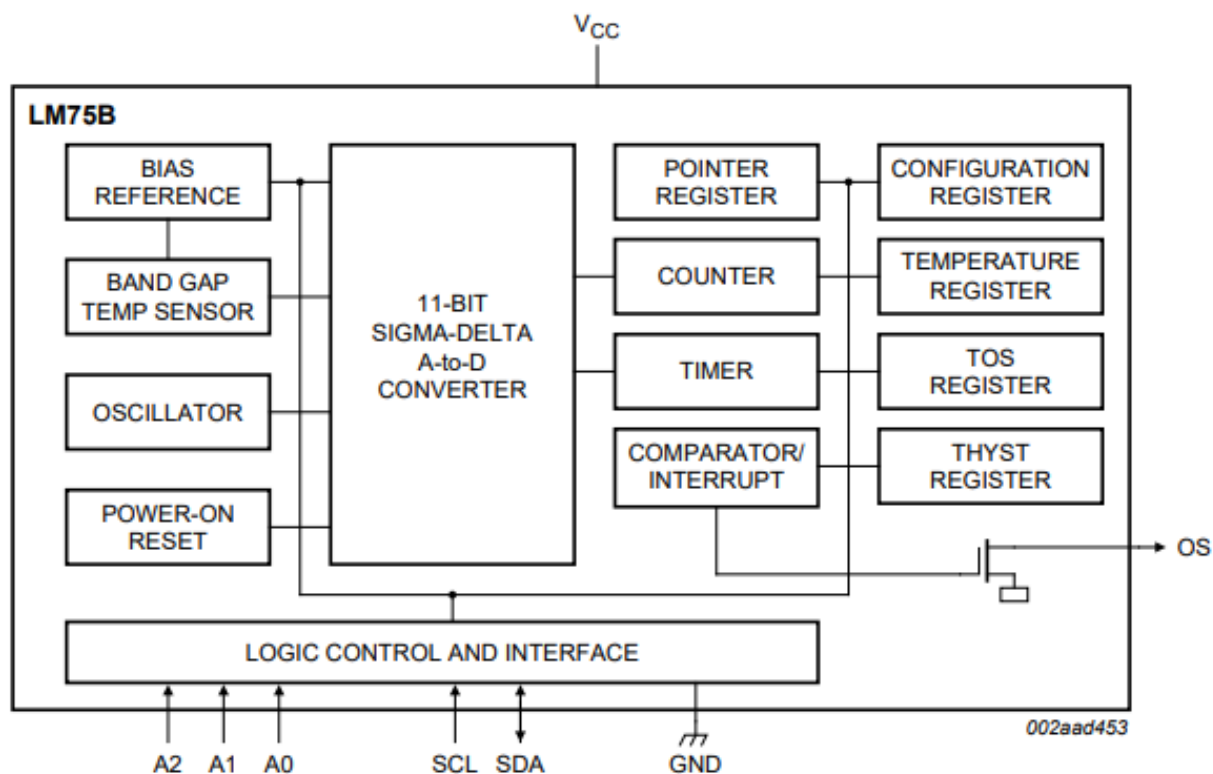 VCC
LM75B
BIAS
REFERENCE
BAND GAP
TEMP SENSOR
OSCILLATOR
POWER-ON
RESET
11-BIT
SIGMA-DELTA
A-to-D
CONVERTER
POINTER
REGISTER
COUNTER
TIMER
COMPARATOR/
INTERRUPT
CONFIGURATION
REGISTER
TEMPERATURE
REGISTER
TOS
REGISTER
THYST
REGISTER
OS
LOGIC CONTROL AND INTERFACE
002aad453
A2 A1 A0 SCL SDA GND